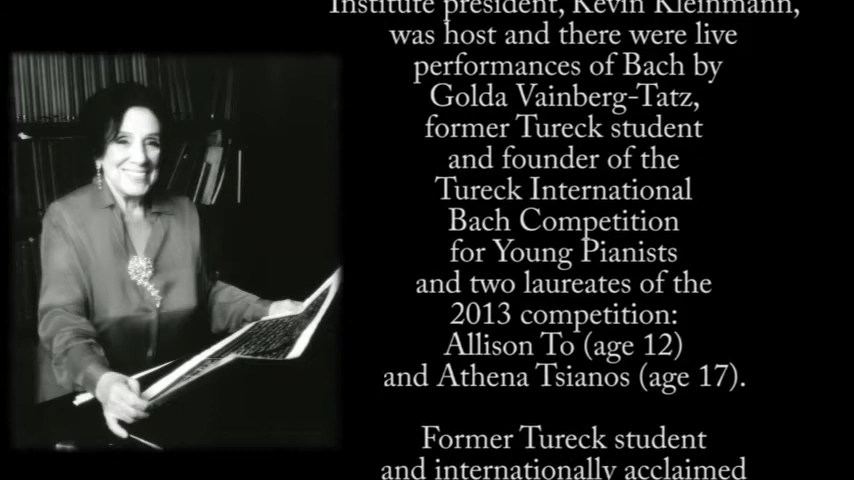 Institute president, Kevin Kleinmann,
was host and there were live
performances of Bach by
Golda Vainberg-Tatz,
former Tureck student
and founder of the
Tureck International
Bach Competition
for Young Pianists
and two laureates of the
2013 competition:
Allison To (age 12)
and Athena Tsianos (age 17).
Former Tureck student
and internationally acclaimed